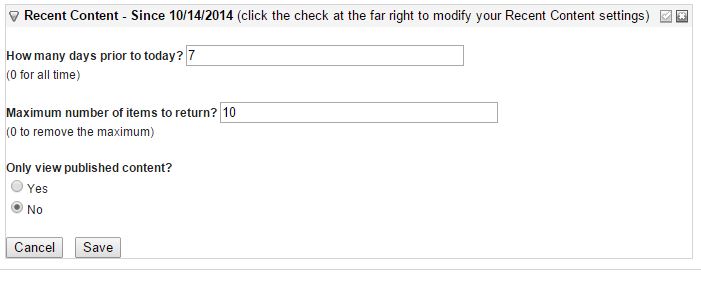 Recent Content - Since 10/14/2014 (click the check at the far right to modify your Recent Content settings)
How many days prior to today? 7
(0 for all time)
Maximum number of items to return? 10
(0 to remove the maximum)
Only view published content?
Yes
No
Cancel Save